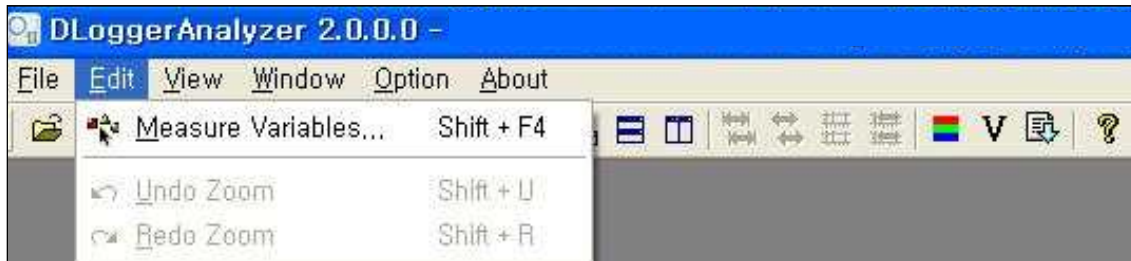 DLoggerAnalyzer 2.0.0.0 -
File Edit View Window Option About
Measure Variables... Shift + F4
V ?
Undo Zoom Shift + U
Redo Zoom Shift + R